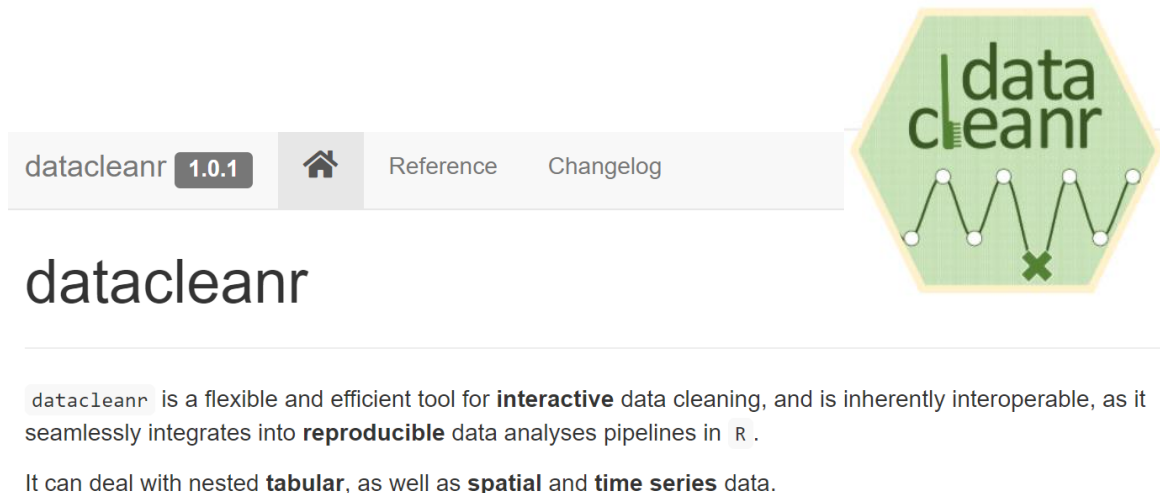 data
cleanr
datacleanr 1.0.1 Reference Changelog
datacleanr
datacleanr is a flexible and efficient tool for interactive data cleaning, and is inherently interoperable, as it
seamlessly integrates into reproducible data analyses pipelines in R.
It can deal with nested tabular, as well as spatial and time series data.